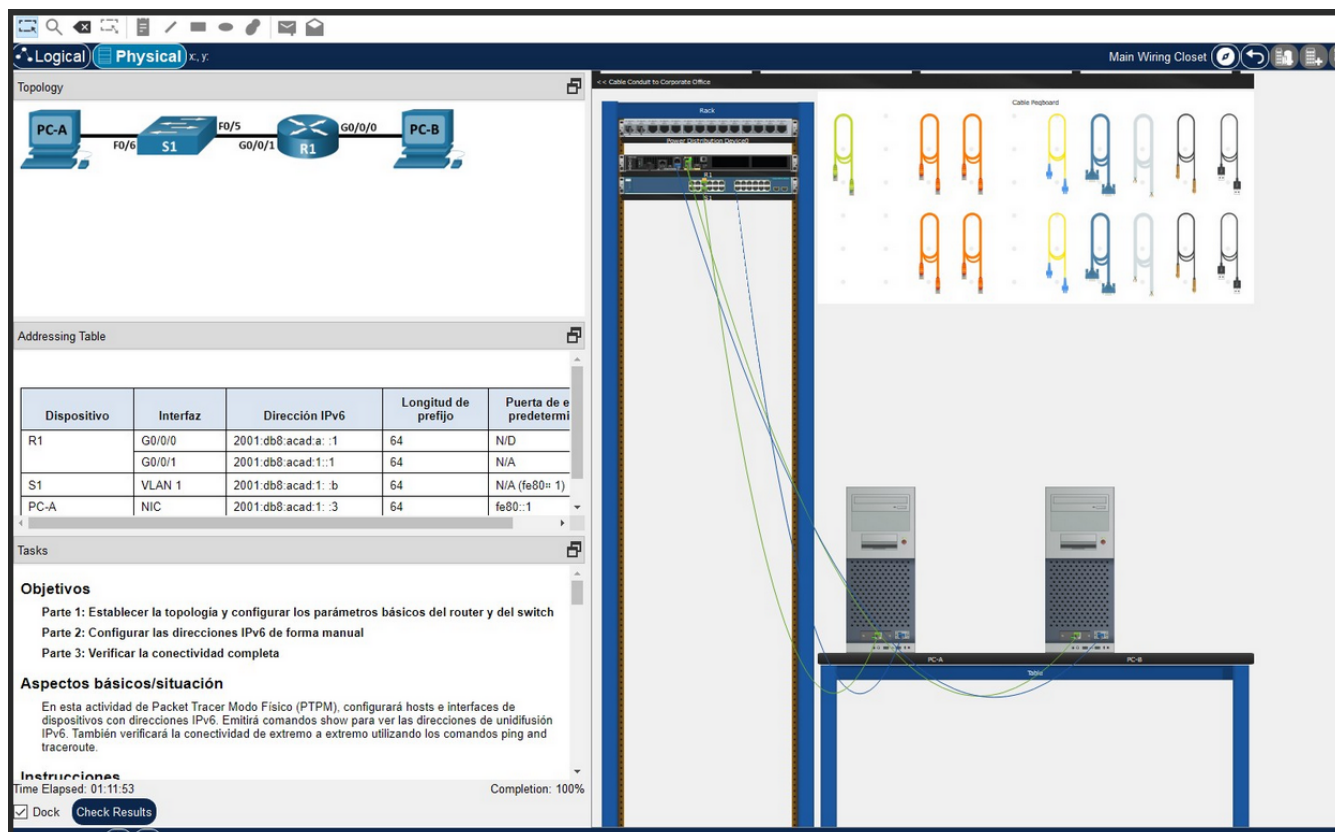 Logical
Physical
x:, y:
Main Wiring Closet
Topology
PC-A
F0/6
S1
F0/5
G0/0/1
R1
G0/0/0
PC-B
Addressing Table
Dispositivo Interfaz Dirección IPv6 Longitud de prefijo Puerta de e predetermi
R1 G0/0/0 2001:db8:acad:a: :1 64 N/D
G0/0/1 2001:db8:acad:1::1 64 N/A
S1 VLAN 1 2001:db8:acad:1: :b 64 N/A (fe80:: 1)
PC-A NIC 2001:db8:acad:1: :3 64 fe80::1
Tasks
Objetivos
Parte 1: Establecer la topología y configurar los parámetros básicos del router y del switch
Parte 2: Configurar las direcciones IPv6 de forma manual
Parte 3: Verificar la conectividad completa
Aspectos básicos/situación
En esta actividad de Packet Tracer Modo Físico (PTPM), configurará hosts e interfaces de
dispositivos con direcciones IPv6. Emitirá comandos show para ver las direcciones de unidifusión
IPv6. También verificará la conectividad de extremo a extremo utilizando los comandos ping and
traceroute.
Instrucciones
Time Elapsed: 01:11:53
Completion: 100%
Dock
Check Results
<< Cable Conduit to Corporate Office
Rack
Power Distribution Device0
R1
S1
Cable Pegboard
PC-A
PC-B
Table